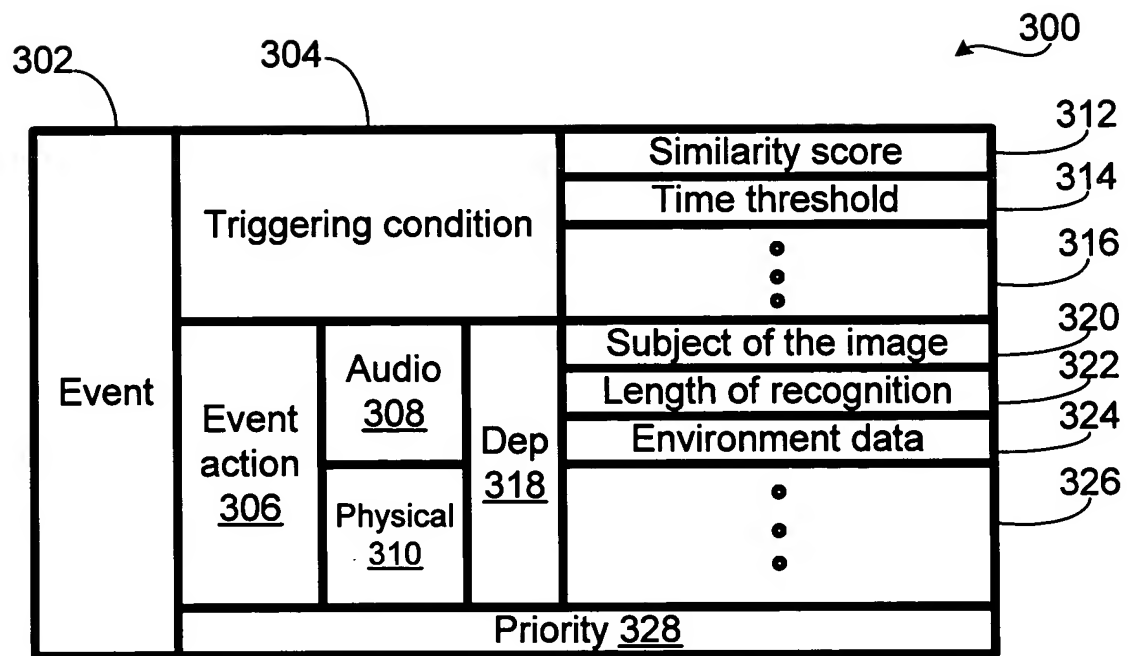 300
302
304
312
Similarity score
314
Time threshold
Triggering condition
316
320
Subject of the image
322
Length of recognition
324
Environment data
326
Event
Event
action
306
Audio
308
Physical
310
Dep
318
Priority 328